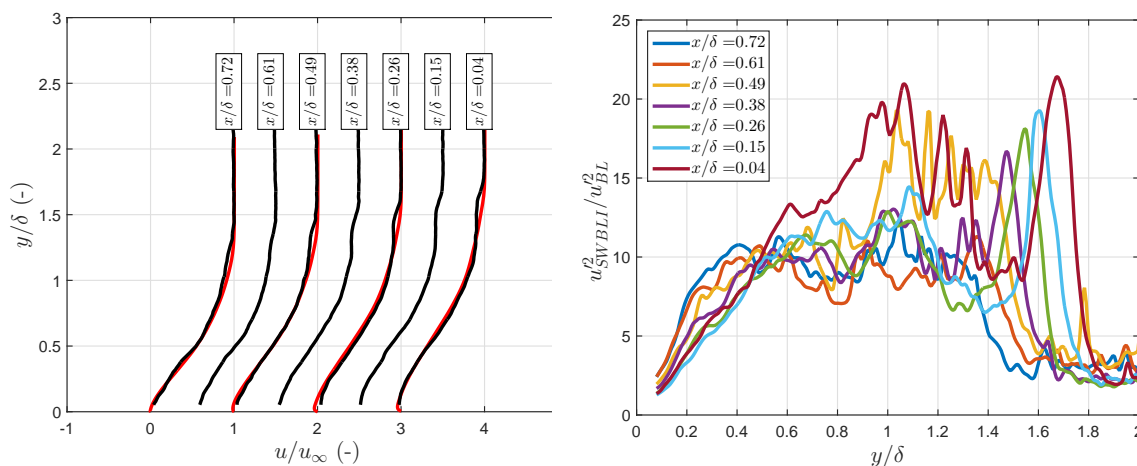 3
2.5
2
1.5
1
0.5
0
-1
0
1
2
3
4
y/δ (-)
u/u∞ (-)
x/δ =0.72
x/δ =0.61
x/δ =0.49
x/δ =0.38
x/δ =0.26
x/δ =0.15
x/δ =0.04
25
20
15
10
5
0
0
0.2
0.4
0.6
0.8
1
1.2
1.4
1.6
1.8
2
u'²SWBLI/u'²BL
y/δ
x/δ =0.72
x/δ =0.61
x/δ =0.49
x/δ =0.38
x/δ =0.26
x/δ =0.15
x/δ =0.04